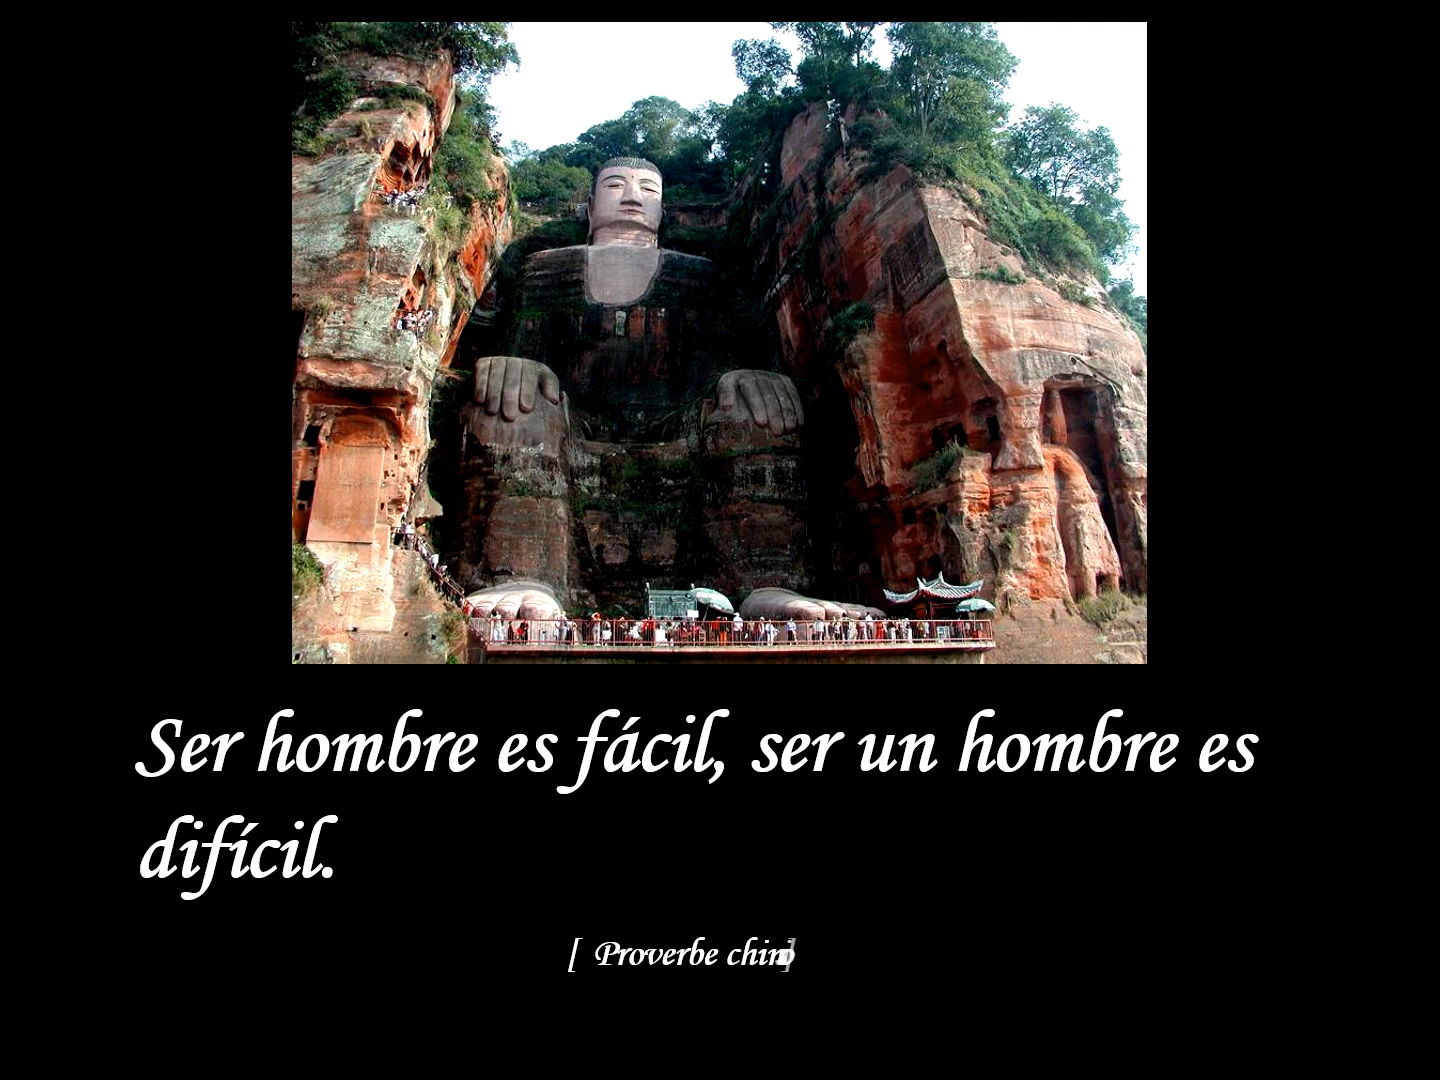 Ser hombre es fácil, ser un hombre es
difícil.
[ Proverbe chino]